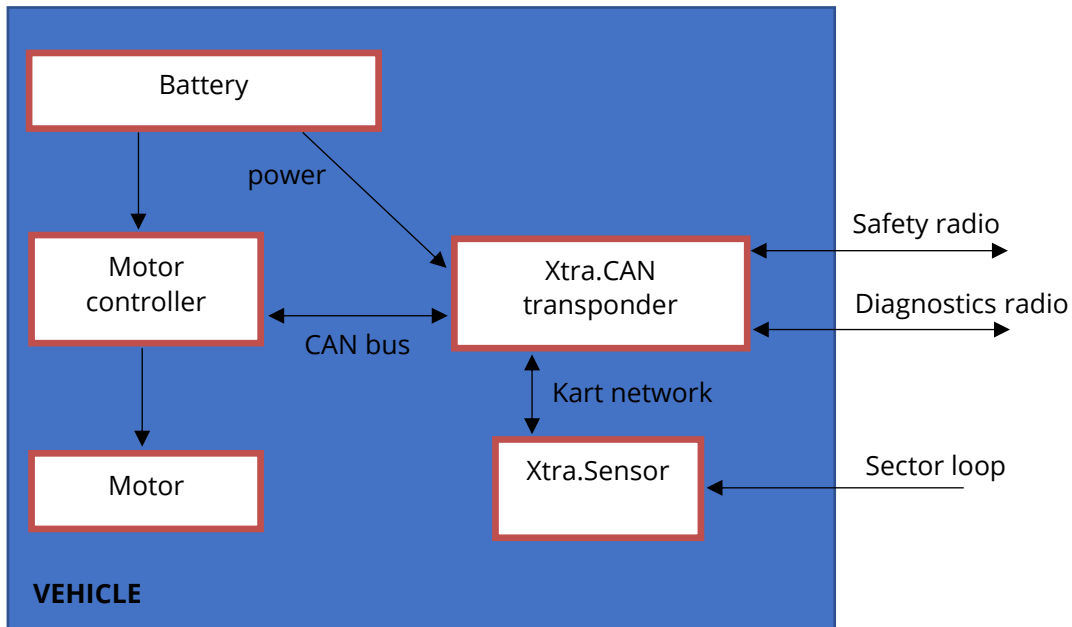 Battery
power
Safety radio
Motor
controller
Xtra.CAN
transponder
Diagnostics radio
CAN bus
Kart network
Sector loop
Motor
Xtra.Sensor
VEHICLE